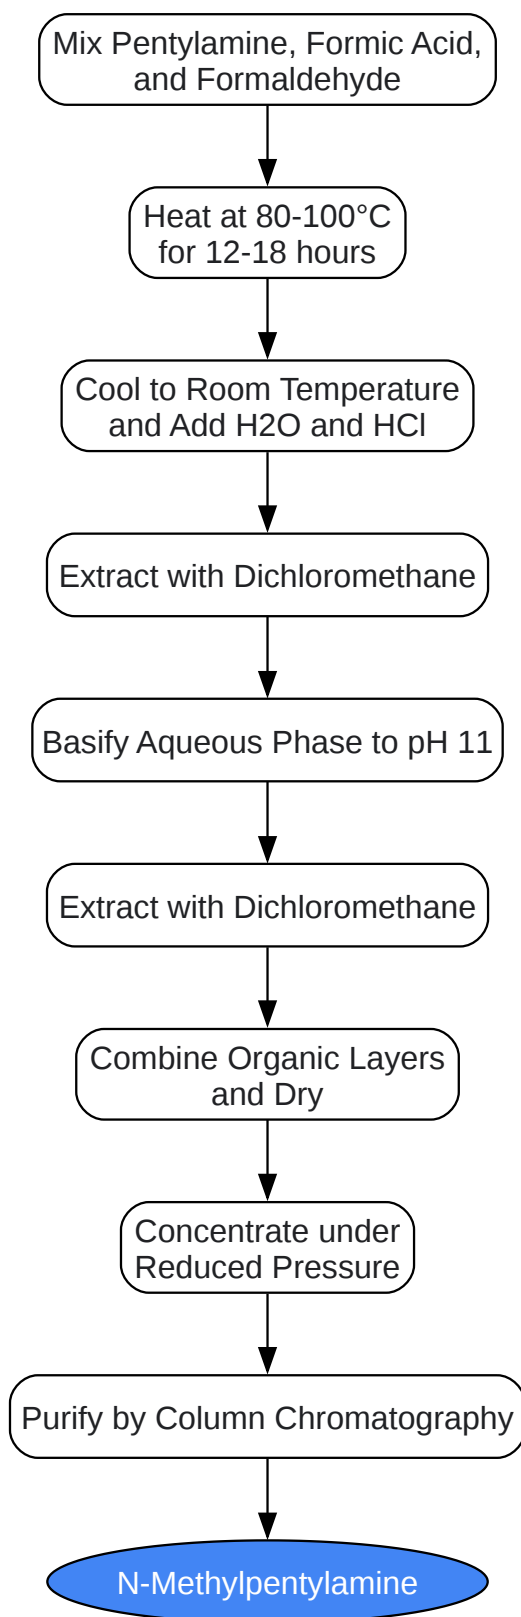 Mix Pentylamine, Formic Acid,
and Formaldehyde
Heat at 80-100°C
for 12-18 hours
Cool to Room Temperature
and Add H2O and HCl
Extract with Dichloromethane
Basify Aqueous Phase to pH 11
Extract with Dichloromethane
Combine Organic Layers
and Dry
Concentrate under
Reduced Pressure
Purify by Column Chromatography
N-Methylpentylamine